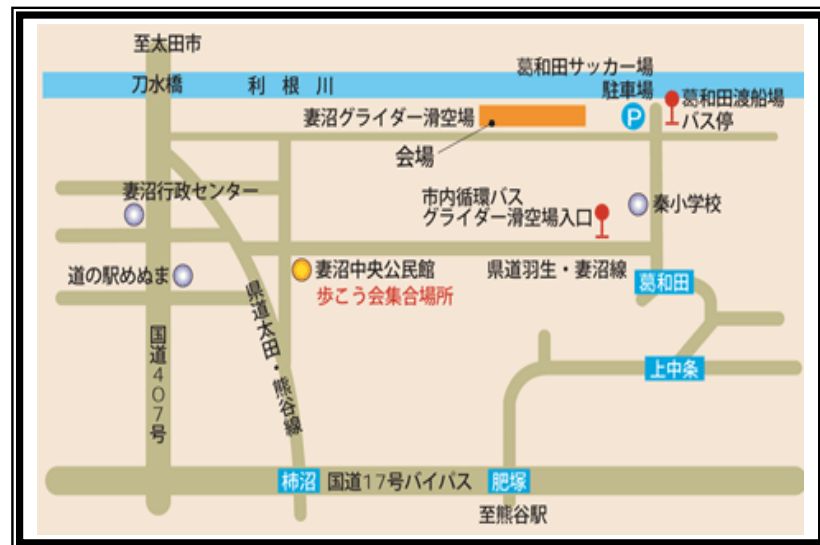 至太田市
刀水橋
利根川
葛和田サッカー場
駐車場
P
葛和田渡船場
バス停
妻沼グライダー滑空場
会場
妻沼行政センター
市内循環バス
グライダー滑空場入口
秦小学校
道の駅めぬま
妻沼中央公民館
歩こう会集合場所
県道羽生・妻沼線
葛和田
県道太田・熊谷線
国道407号
上中条
柿沼
国道17号バイパス
肥塚
至熊谷駅